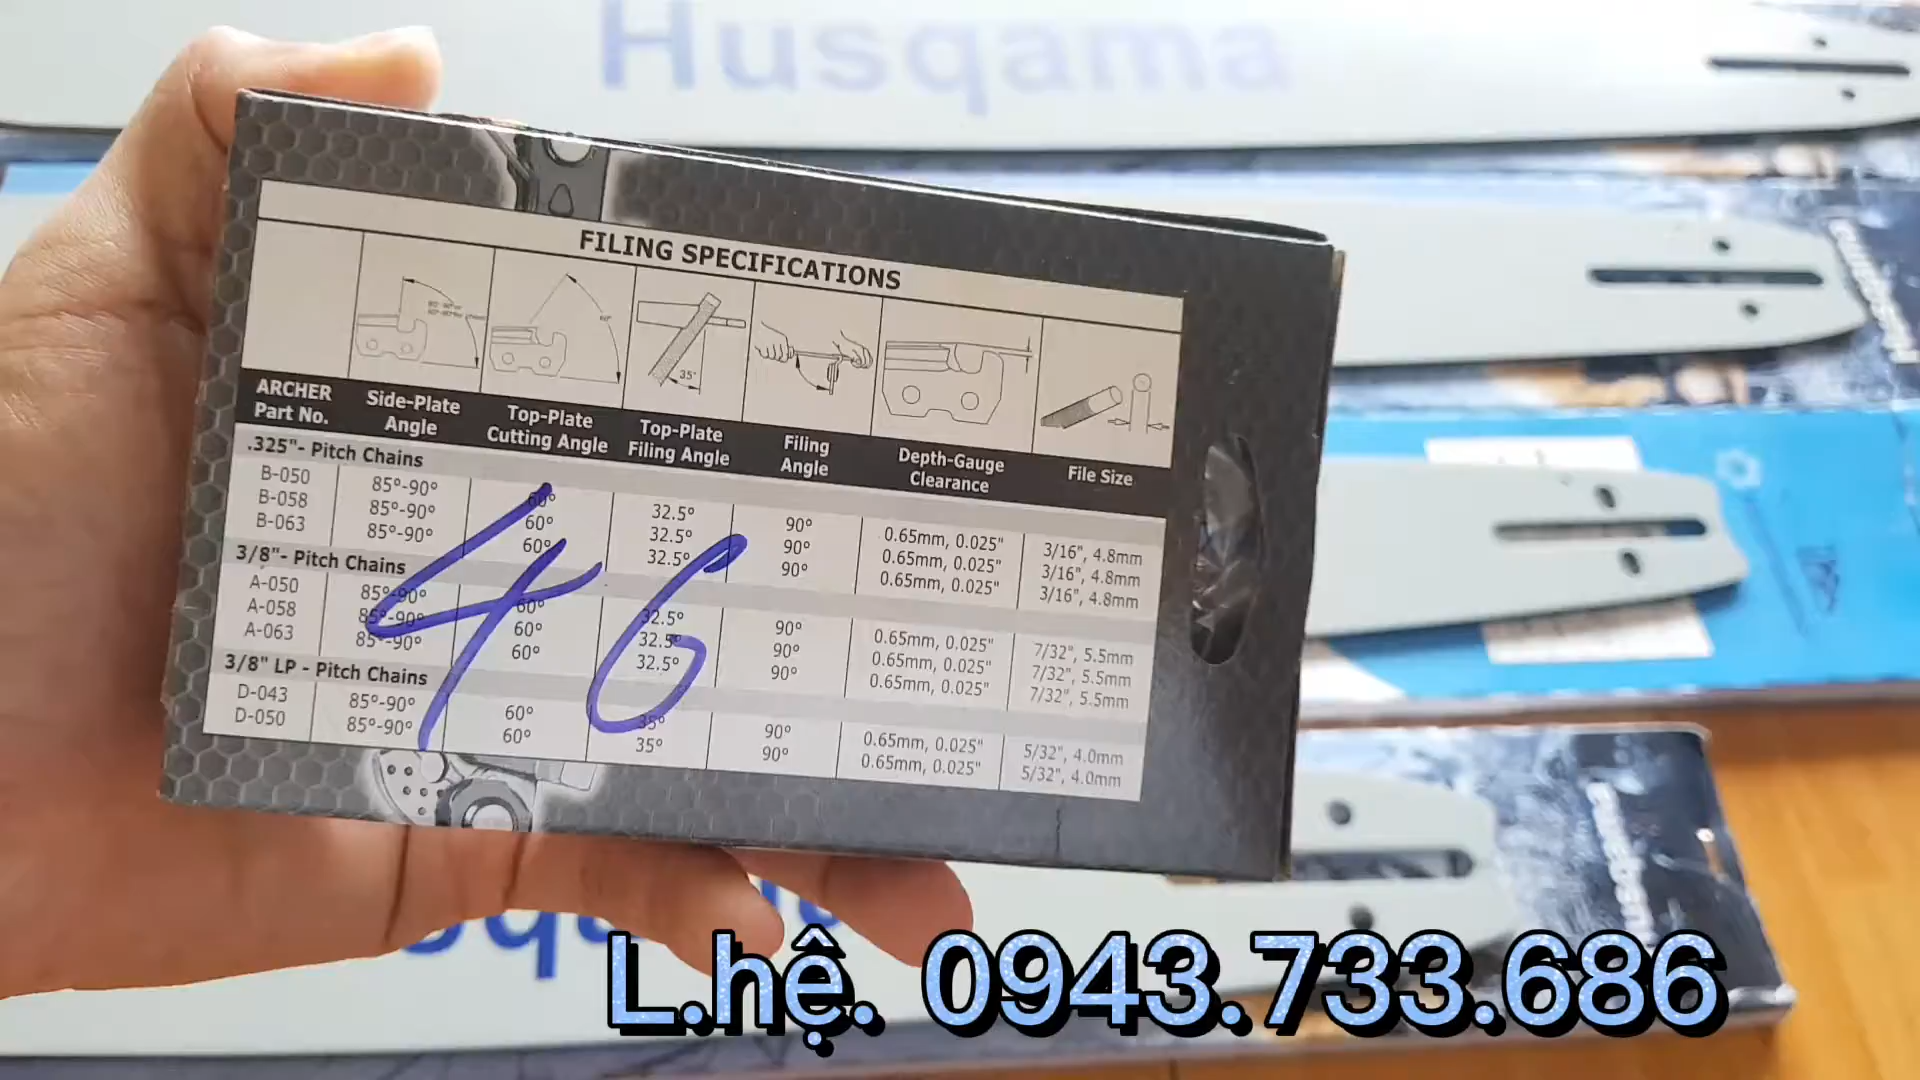 Husqama
FILING SPECIFICATIONS
35°
ARCHER Part No. Side-Plate Angle Top-Plate Cutting Angle Top-Plate Filing Angle Filing Angle Depth-Gauge Clearance File Size
.325"- Pitch Chains
B-050 85°-90° 60° 32.5° 90° 0.65mm, 0.025" 3/16", 4.8mm
B-058 85°-90° 60° 32.5° 90° 0.65mm, 0.025" 3/16", 4.8mm
B-063 85°-90° 60° 32.5° 90° 0.65mm, 0.025" 3/16", 4.8mm
3/8"- Pitch Chains
A-050 85°-90° 60° 32.5° 90° 0.65mm, 0.025" 7/32", 5.5mm
A-058 85°-90° 60° 32.5° 90° 0.65mm, 0.025" 7/32", 5.5mm
A-063 85°-90° 60° 32.5° 90° 0.65mm, 0.025" 7/32", 5.5mm
3/8" LP - Pitch Chains
D-043 85°-90° 60° 35° 90° 0.65mm, 0.025" 5/32", 4.0mm
D-050 85°-90° 60° 35° 90° 0.65mm, 0.025" 5/32", 4.0mm
46
L.hệ. 0943.733.686